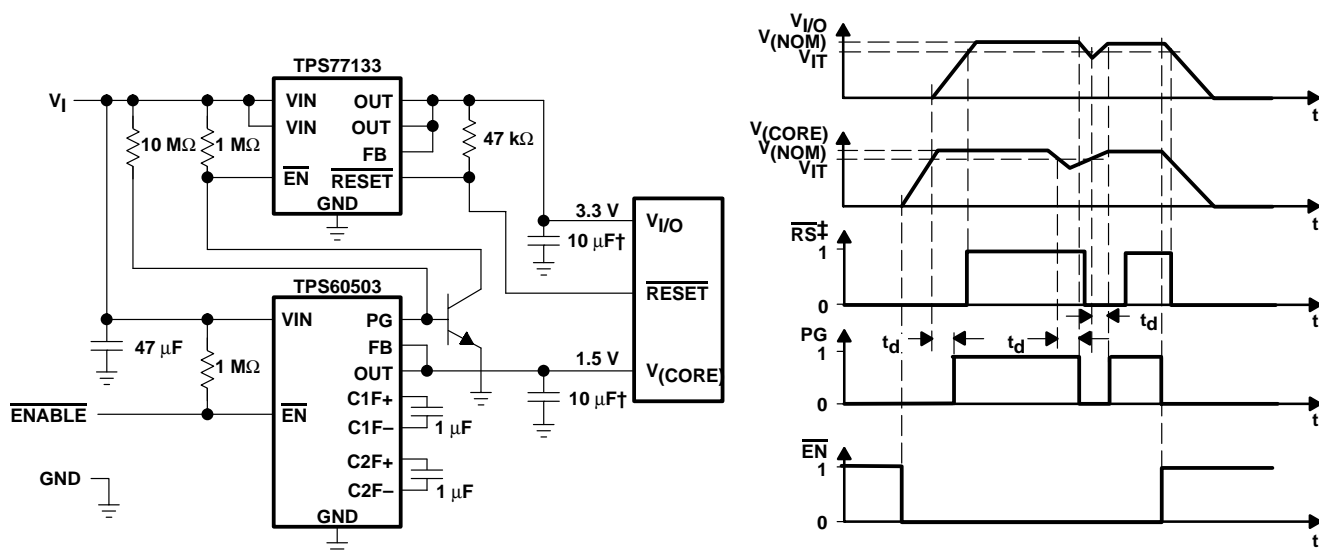 TPS77133
VI
VIN
OUT
VIN
OUT
10 MΩ
1 MΩ
FB
47 kΩ
EN
RESET
GND
3.3 V
VI/O
10 μF†
TPS60503
RESET
VIN
PG
47 μF
FB
1 MΩ
OUT
1.5 V
V(CORE)
C1F+
10 μF†
ENABLE
EN
C1F–
1 μF
C2F+
GND
C2F–
1 μF
GND
VI/O
V(NOM)
VIT
t
V(CORE)
V(NOM)
VIT
t
RS‡
1
0
t
td
PG
td
td
1
0
t
EN
1
0
t